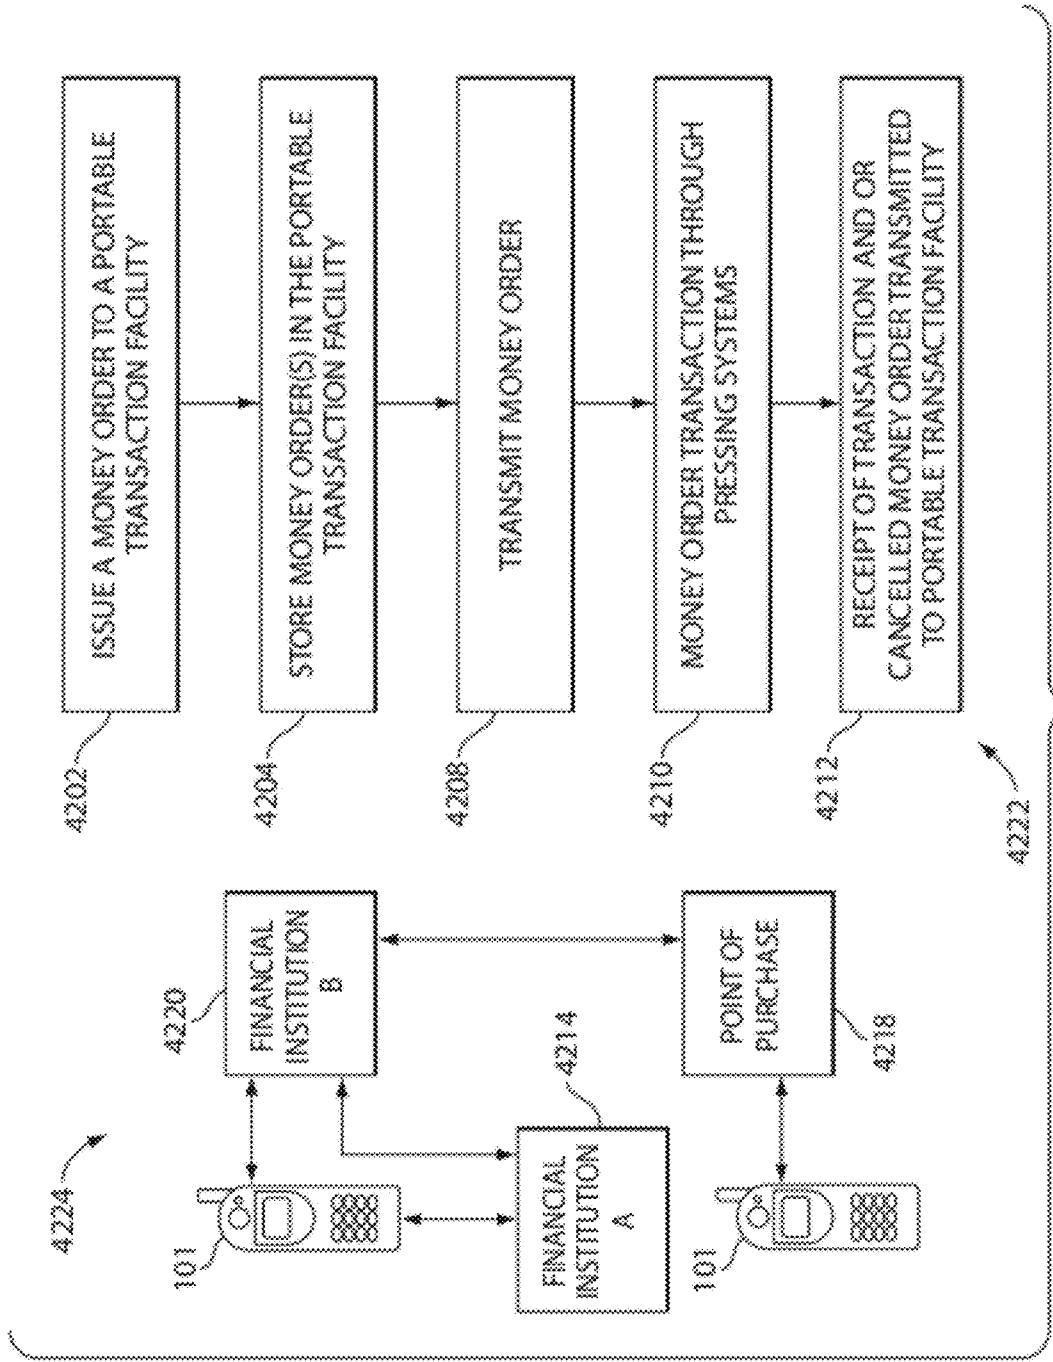 4224
101
4220
FINANCIAL
INSTITUTION
B
FINANCIAL
INSTITUTION
A
4214
101
POINT OF
PURCHASE
4218
4202
ISSUE A MONEY ORDER TO A PORTABLE
TRANSACTION FACILITY
4204
STORE MONEY ORDER(S) IN THE PORTABLE
TRANSACTION FACILITY
4208
TRANSMIT MONEY ORDER
4210
MONEY ORDER TRANSACTION THROUGH
PRESSING SYSTEMS
4212
RECEIPT OF TRANSACTION AND OR
CANCELLED MONEY ORDER TRANSMITTED
TO PORTABLE TRANSACTION FACILITY
4222